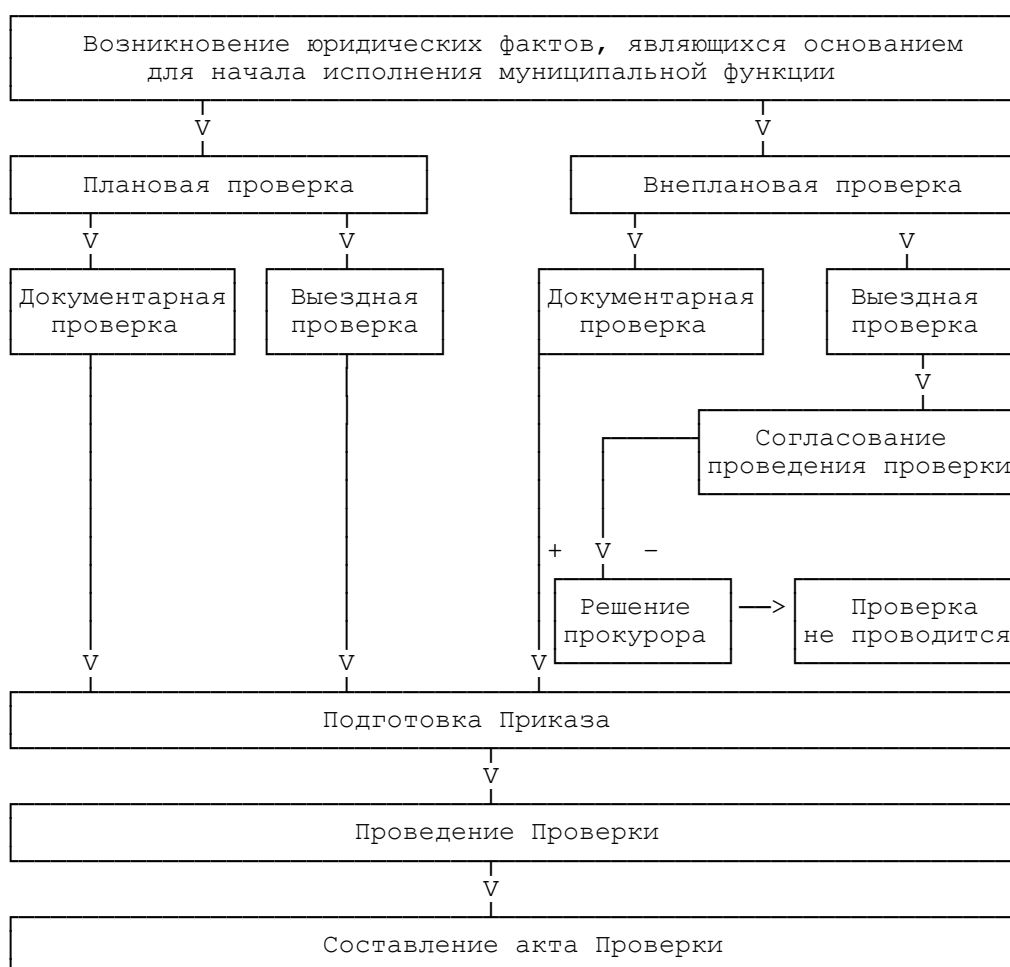 Возникновение юридических фактов, являющихся основанием
для начала исполнения муниципальной функции
V
V
Плановая проверка
Внеплановая проверка
V
V
V
V
Документарная
проверка
Выездная
проверка
Документарная
проверка
Выездная
проверка
V
Согласование
проведения проверки
+ V -
Решение
прокурора
──>
Проверка
не проводится
V
V
V
Подготовка Приказа
V
Проведение Проверки
V
Составление акта Проверки